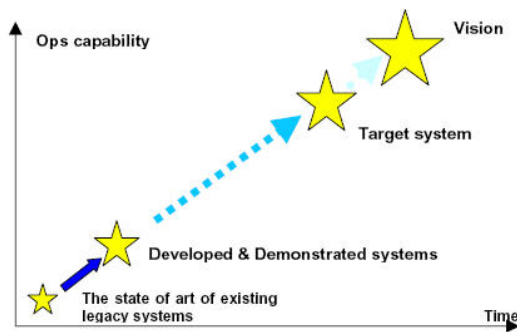 Vision
Ops capability
Target system
Developed & Demonstrated systems
The state of art of existing
legacy systems
Time